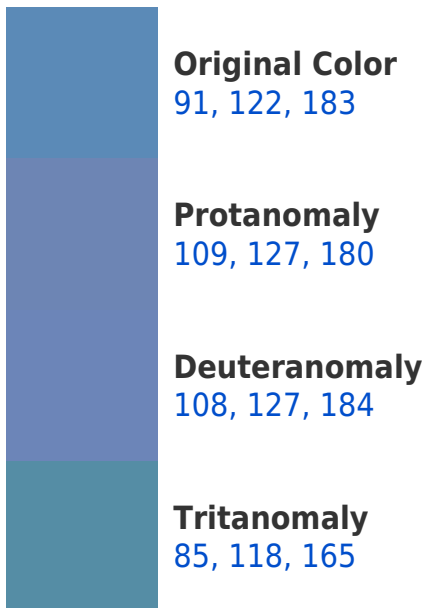 Original Color
91, 122, 183
Protanomaly
109, 127, 180
Deuteranomaly
108, 127, 184
Tritanomaly
85, 118, 165